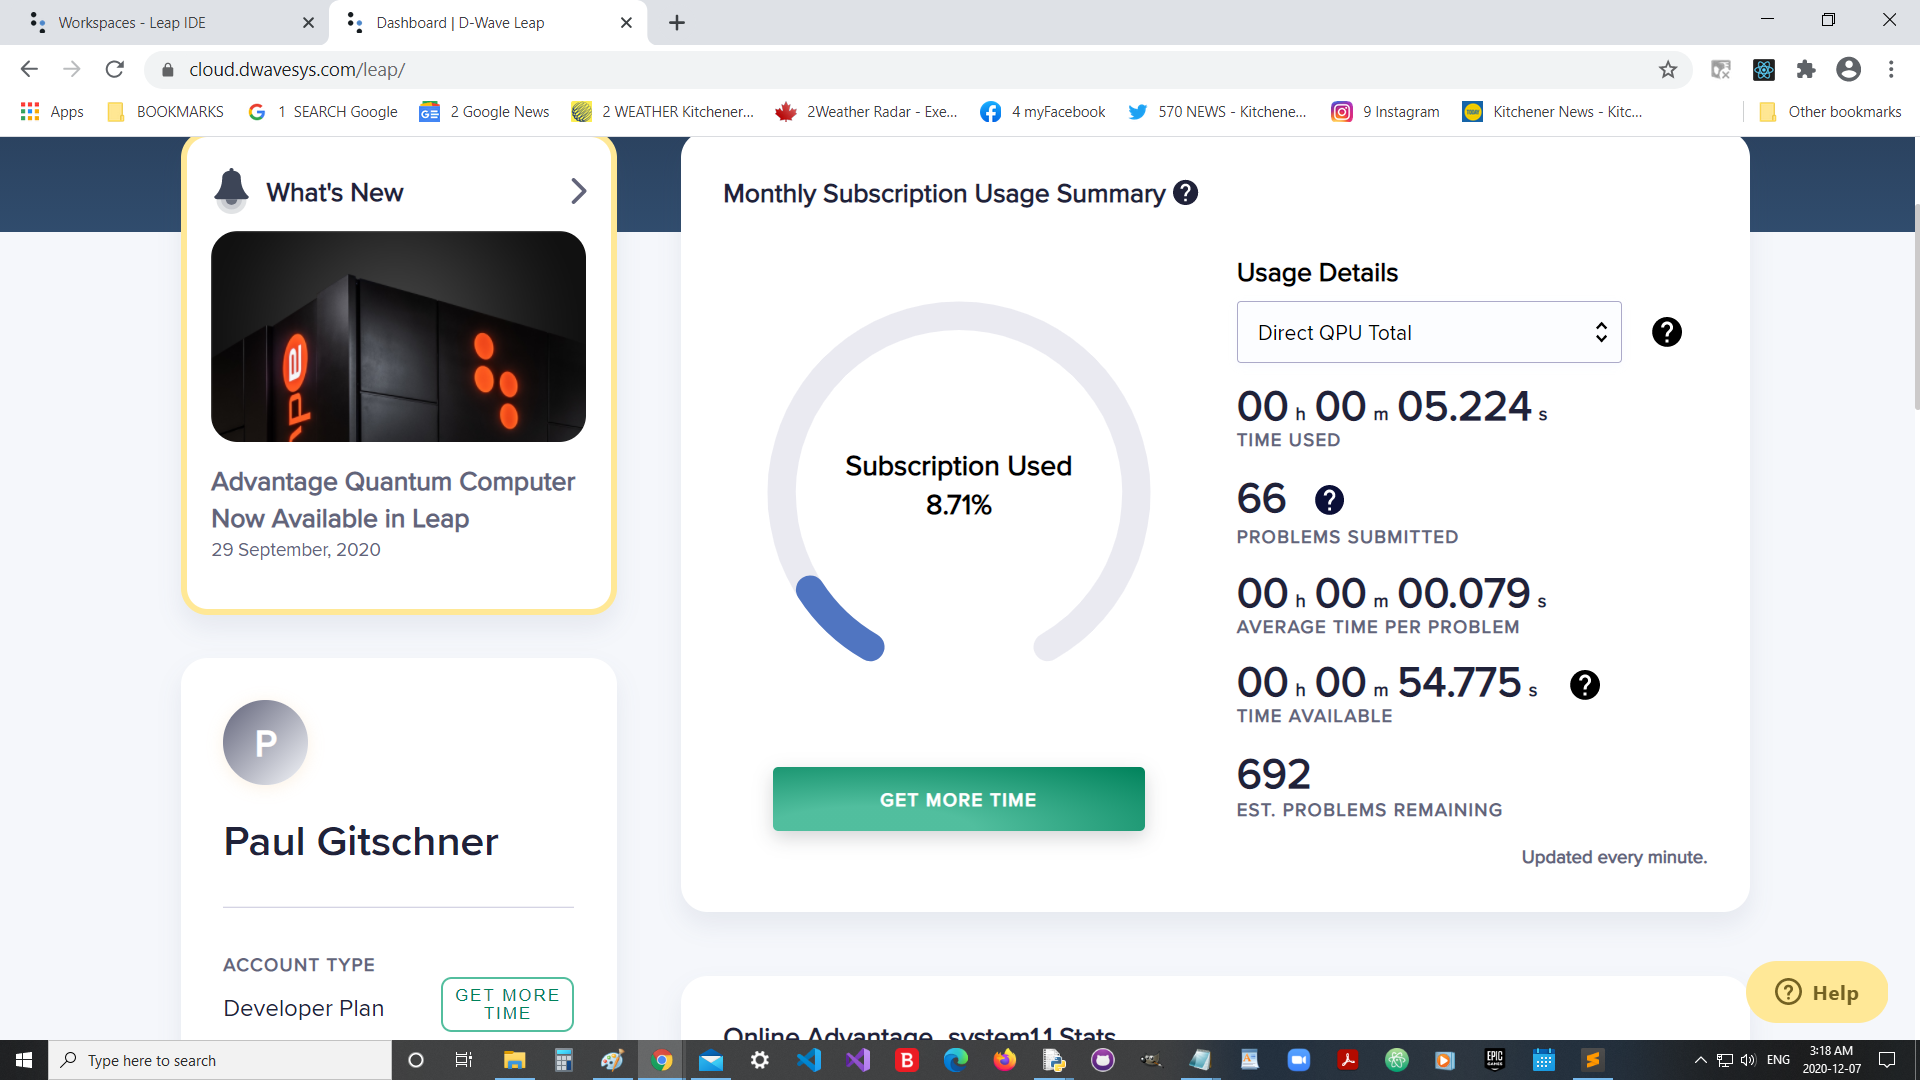 Workspaces - Leap IDE
Dashboard | D-Wave Leap
cloud.dwavesys.com/leap/
Apps
BOOKMARKS
1 SEARCH Google
2 Google News
2 WEATHER Kitchener...
2Weather Radar - Exe...
4 myFacebook
570 NEWS - Kitchene...
9 Instagram
Kitchener News - Kitc...
Other bookmarks
What's New
Advantage Quantum Computer
Now Available in Leap
29 September, 2020
P
Paul Gitschner
ACCOUNT TYPE
Developer Plan
GET MORE
TIME
Monthly Subscription Usage Summary ?
Subscription Used
8.71%
GET MORE TIME
Usage Details
Direct QPU Total
?
00 h 00 m 05.224 s
TIME USED
66 ?
PROBLEMS SUBMITTED
00 h 00 m 00.079 s
AVERAGE TIME PER PROBLEM
00 h 00 m 54.775 s ?
TIME AVAILABLE
692
EST. PROBLEMS REMAINING
Updated every minute.
Online Advantage_system1.1 Stats
? Help
Type here to search
ENG
3:18 AM
2020-12-07